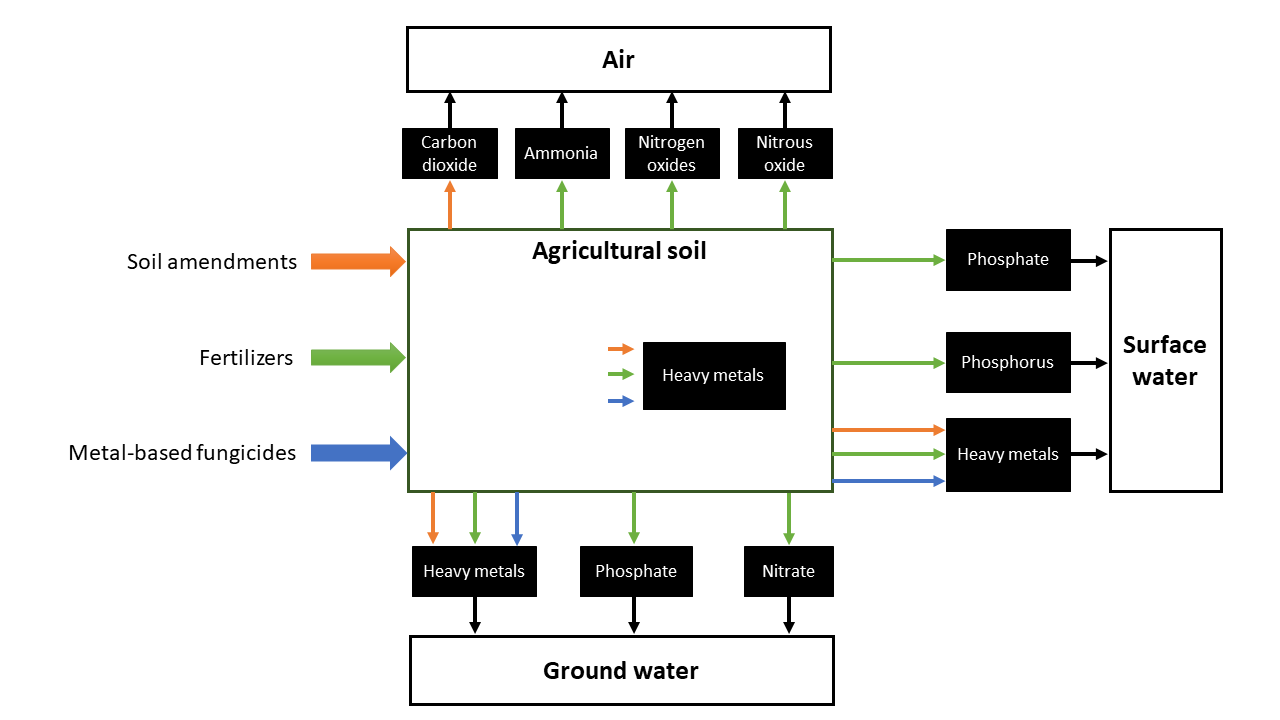 Air
Carbon
dioxide
Ammonia
Nitrogen
oxides
Nitrous
oxide
Agricultural soil
Soil amendments
Fertilizers
Metal-based fungicides
Heavy metals
Phosphate
Phosphorus
Heavy metals
Surface
water
Heavy metals
Phosphate
Nitrate
Ground water